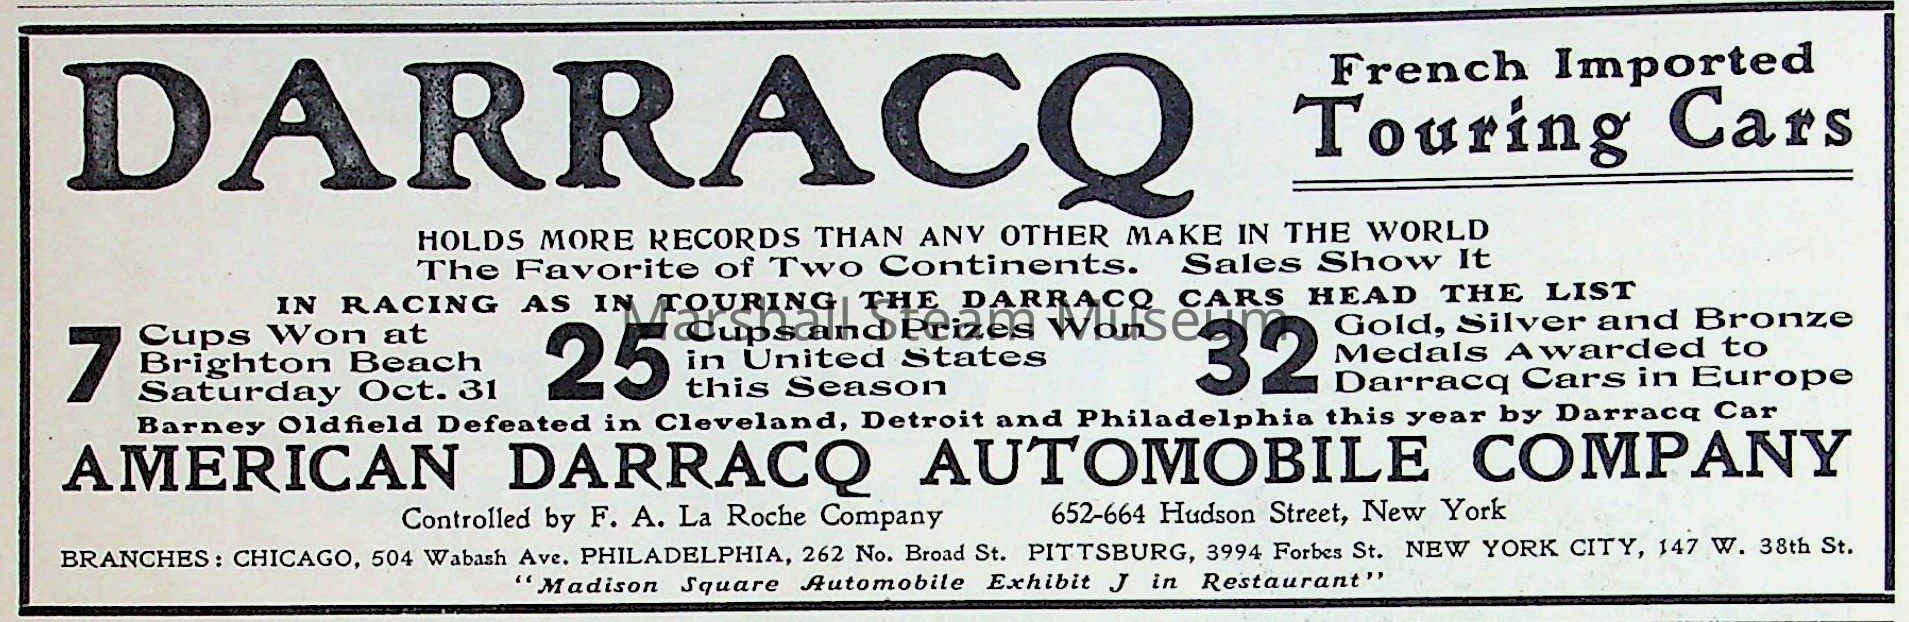 DARRACQ
French Imported
Touring Cars
HOLDS MORE RECORDS THAN ANY OTHER MAKE IN THE WORLD
The Favorite of Two Continents. Sales Show It
IN RACING AS IN TOURING THE DARRACQ CARS HEAD THE LIST
7 Cups Won at
Brighton Beach
Saturday Oct. 31
25 Cups and Prizes Won
in United States
this Season
32 Gold, Silver and Bronze
Medals Awarded to
Darracq Cars in Europe
Marshall Steam Museum
Barney Oldfield Defeated in Cleveland, Detroit and Philadelphia this year by Darracq Car
AMERICAN DARRACQ AUTOMOBILE COMPANY
Controlled by F. A. La Roche Company 652-664 Hudson Street, New York
BRANCHES: CHICAGO, 504 Wabash Ave. PHILADELPHIA, 262 No. Broad St. PITTSBURG, 3994 Forbes St. NEW YORK CITY, 147 W. 38th St.
"Madison Square Automobile Exhibit J in Restaurant"